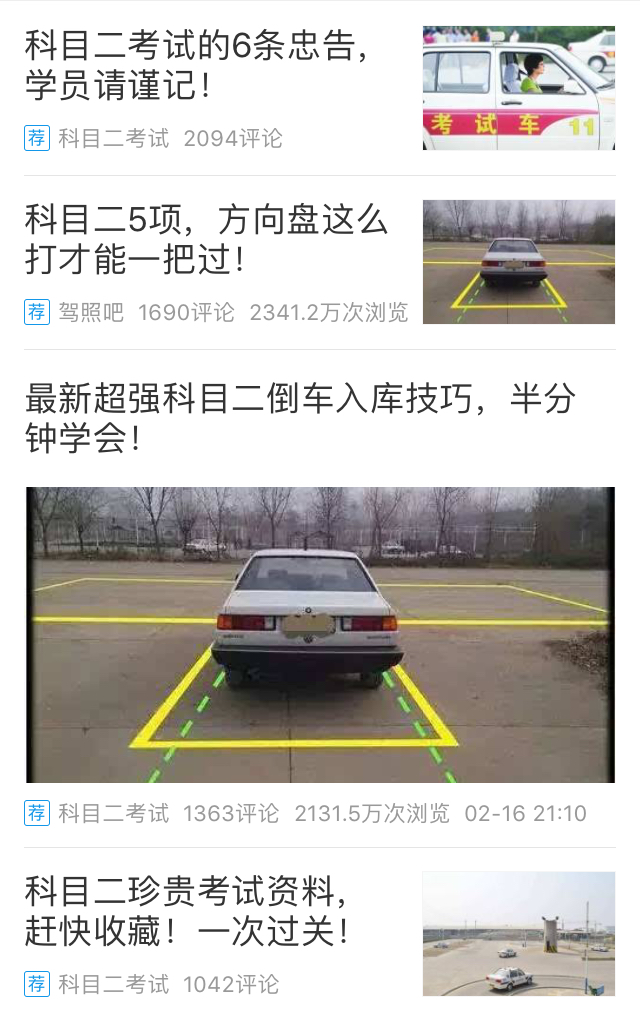 科目二考试的6条忠告，
学员请谨记！
荐 科目二考试 2094评论
考试车 11
科目二5项，方向盘这么
打才能一把过！
荐 驾照吧 1690评论 2341.2万次浏览
最新超强科目二倒车入库技巧，半分
钟学会！
荐 科目二考试 1363评论 2131.5万次浏览 02-16 21:10
科目二珍贵考试资料，
赶快收藏！一次过关！
荐 科目二考试 1042评论